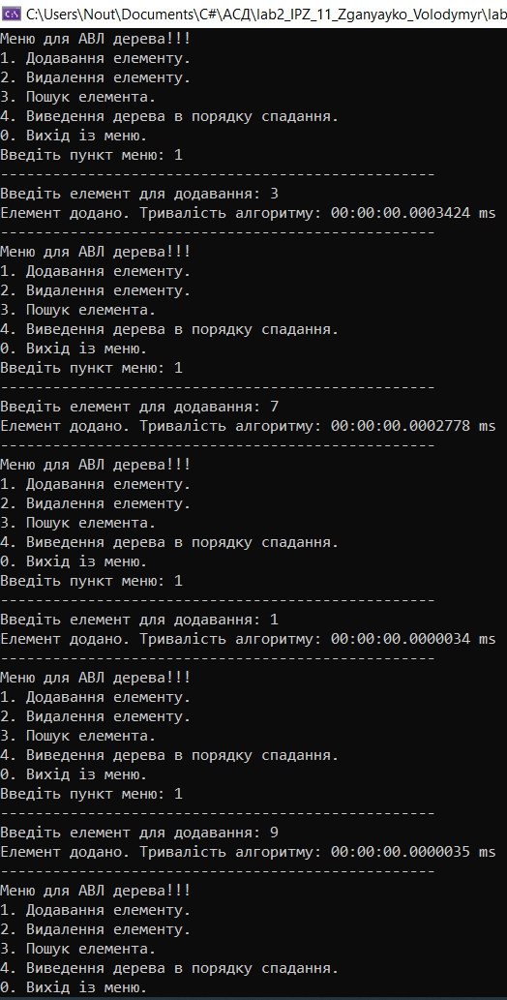 C:\Users\Nout\Documents\C#\АСД\lab2_IPZ_11_Zganyayko_Volodymyr\lab
Меню для АВЛ дерева!!!
1. Додавання елементу.
2. Видалення елементу.
3. Пошук елемента.
4. Виведення дерева в порядку спадання.
0. Вихід із меню.
Введіть пункт меню: 1
--------------------------------------------------
Введіть елемент для додавання: 3
Елемент додано. Тривалість алгоритму: 00:00:00.0003424 ms
--------------------------------------------------
Меню для АВЛ дерева!!!
1. Додавання елементу.
2. Видалення елементу.
3. Пошук елемента.
4. Виведення дерева в порядку спадання.
0. Вихід із меню.
Введіть пункт меню: 1
--------------------------------------------------
Введіть елемент для додавання: 7
Елемент додано. Тривалість алгоритму: 00:00:00.0002778 ms
--------------------------------------------------
Меню для АВЛ дерева!!!
1. Додавання елементу.
2. Видалення елементу.
3. Пошук елемента.
4. Виведення дерева в порядку спадання.
0. Вихід із меню.
Введіть пункт меню: 1
--------------------------------------------------
Введіть елемент для додавання: 1
Елемент додано. Тривалість алгоритму: 00:00:00.0000034 ms
--------------------------------------------------
Меню для АВЛ дерева!!!
1. Додавання елементу.
2. Видалення елементу.
3. Пошук елемента.
4. Виведення дерева в порядку спадання.
0. Вихід із меню.
Введіть пункт меню: 1
--------------------------------------------------
Введіть елемент для додавання: 9
Елемент додано. Тривалість алгоритму: 00:00:00.0000035 ms
--------------------------------------------------
Меню для АВЛ дерева!!!
1. Додавання елементу.
2. Видалення елементу.
3. Пошук елемента.
4. Виведення дерева в порядку спадання.
0. Вихід із меню.